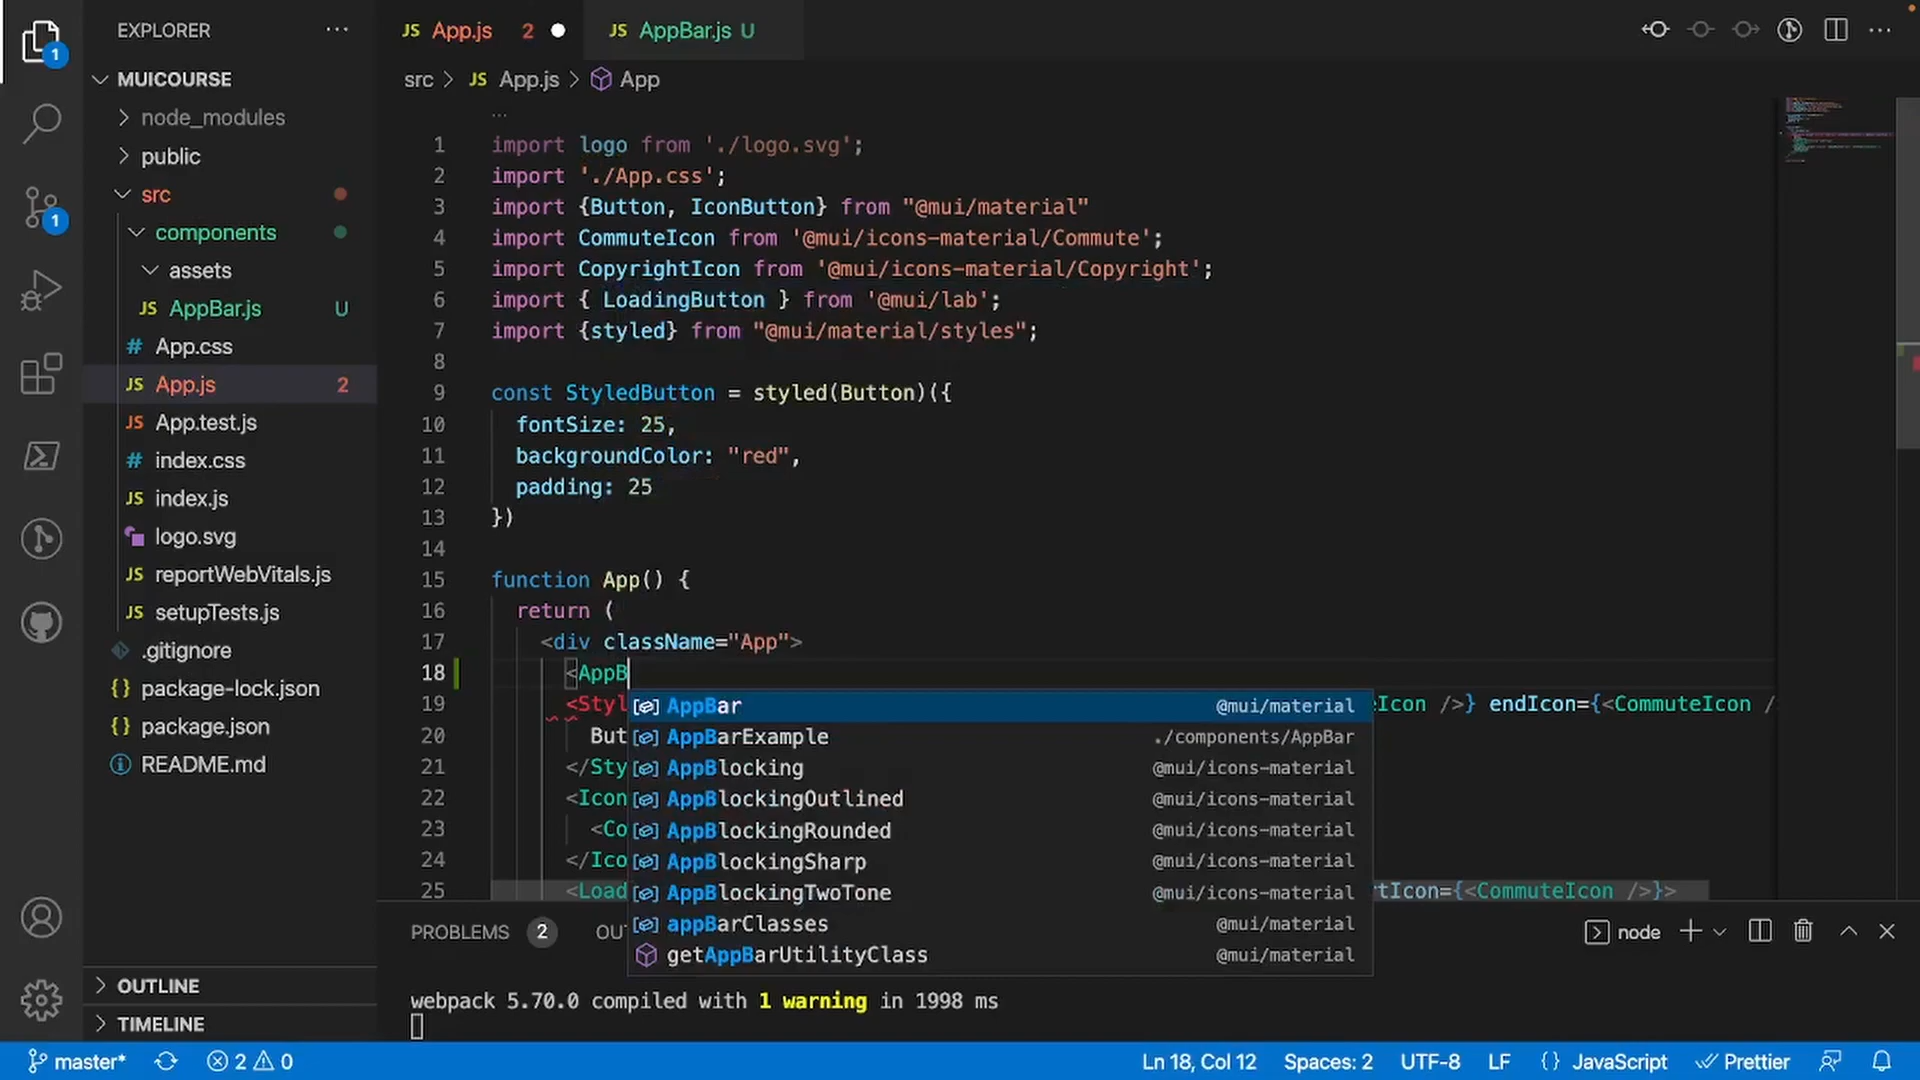 EXPLORER
MUICOURSE
node_modules
public
src
components
assets
JS AppBar.js U
# App.css
JS App.js 2
JS App.test.js
# index.css
JS index.js
logo.svg
JS reportWebVitals.js
JS setupTests.js
.gitignore
{} package-lock.json
{} package.json
README.md
OUTLINE
TIMELINE
1
1
JS App.js 2
JS AppBar.js U
src > JS App.js > App
1 import logo from './logo.svg';
2 import './App.css';
3 import {Button, IconButton} from "@mui/material"
4 import CommuteIcon from '@mui/icons-material/Commute';
5 import CopyrightIcon from '@mui/icons-material/Copyright';
6 import { LoadingButton } from '@mui/lab';
7 import {styled} from "@mui/material/styles";
8
9 const StyledButton = styled(Button)({
10 fontSize: 25,
11 backgroundColor: "red",
12 padding: 25
13 })
14
15 function App() {
16 return (
17 <div className="App">
18 <AppB
19 <Styl eIcon />} endIcon={<CommuteIcon /
20 But
21 </Sty
22 <Icon
23 <Co
24 </Ico
25 <Load rtIcon={<CommuteIcon />}>
AppBar @mui/material
AppBarExample ./components/AppBar
AppBlocking @mui/icons-material
AppBlockingOutlined @mui/icons-material
AppBlockingRounded @mui/icons-material
AppBlockingSharp @mui/icons-material
AppBlockingTwoTone @mui/icons-material
appBarClasses @mui/material
getAppBarUtilityClass @mui/material
PROBLEMS 2 OUT
node
webpack 5.70.0 compiled with 1 warning in 1998 ms
master* 2 0
Ln 18, Col 12 Spaces: 2 UTF-8 LF {} JavaScript Prettier